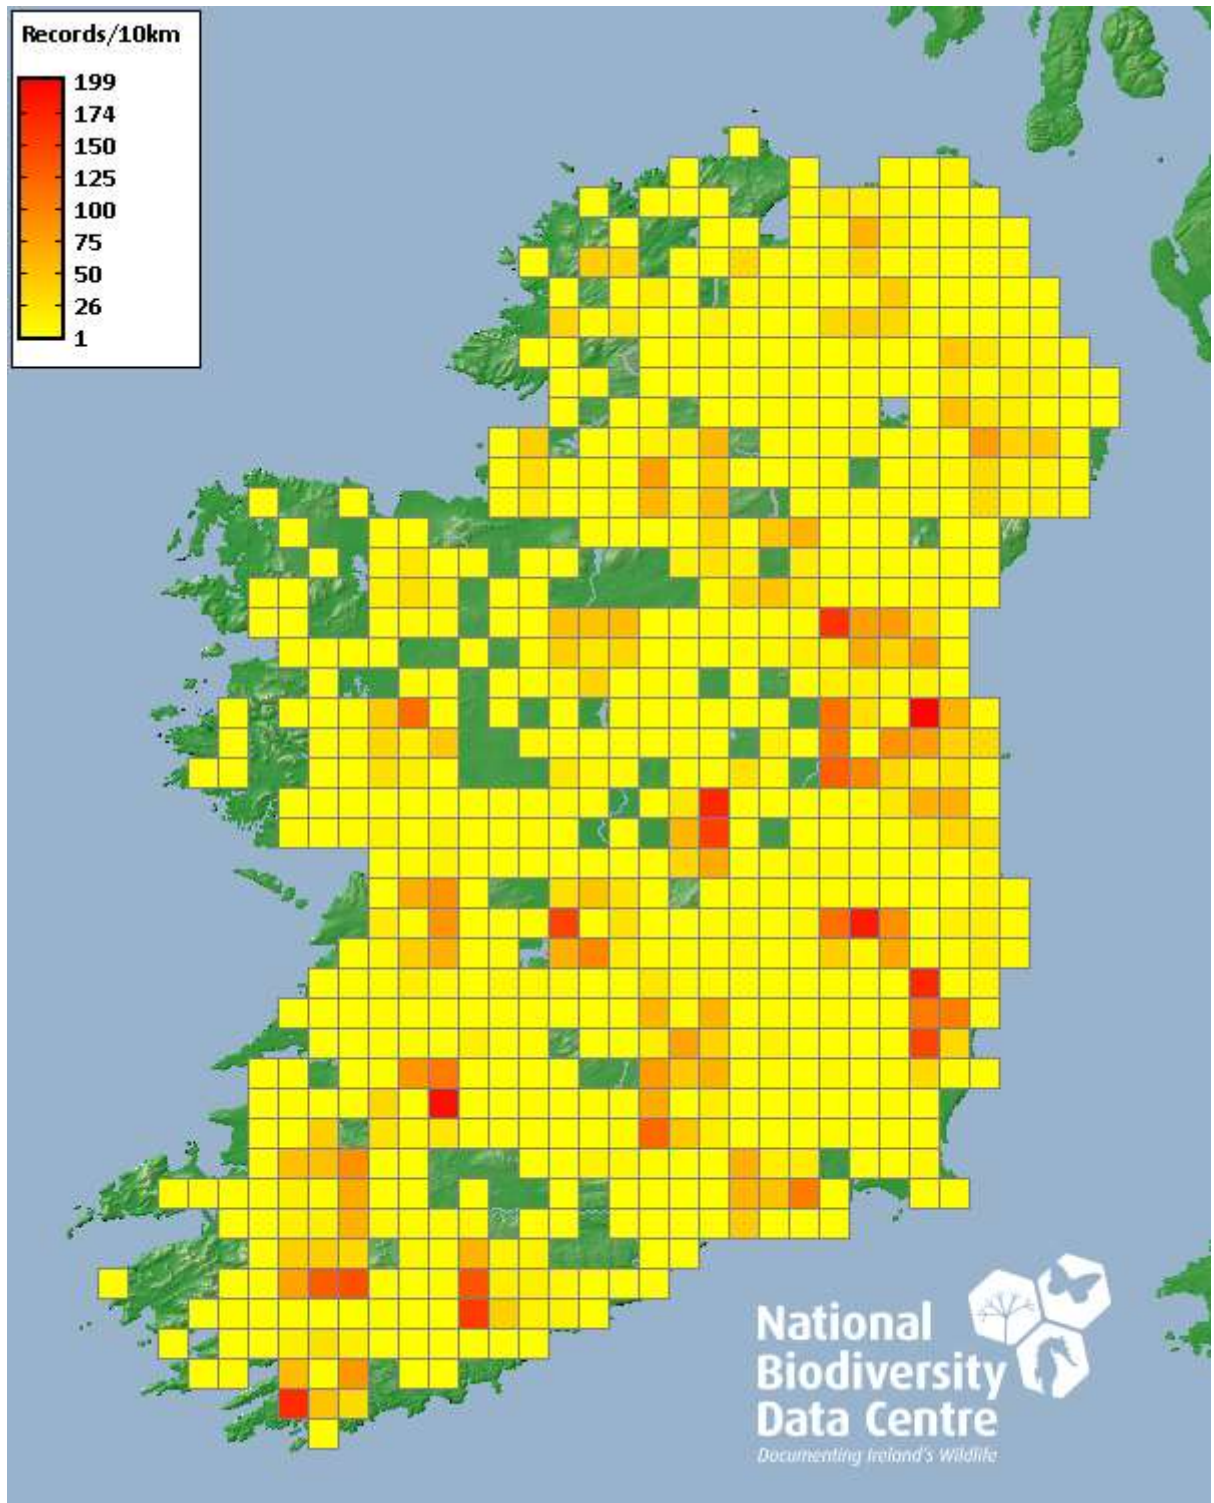 Records/10km
199
174
150
125
100
75
50
26
1
National
Biodiversity
Data Centre
Documenting Ireland's Wildlife